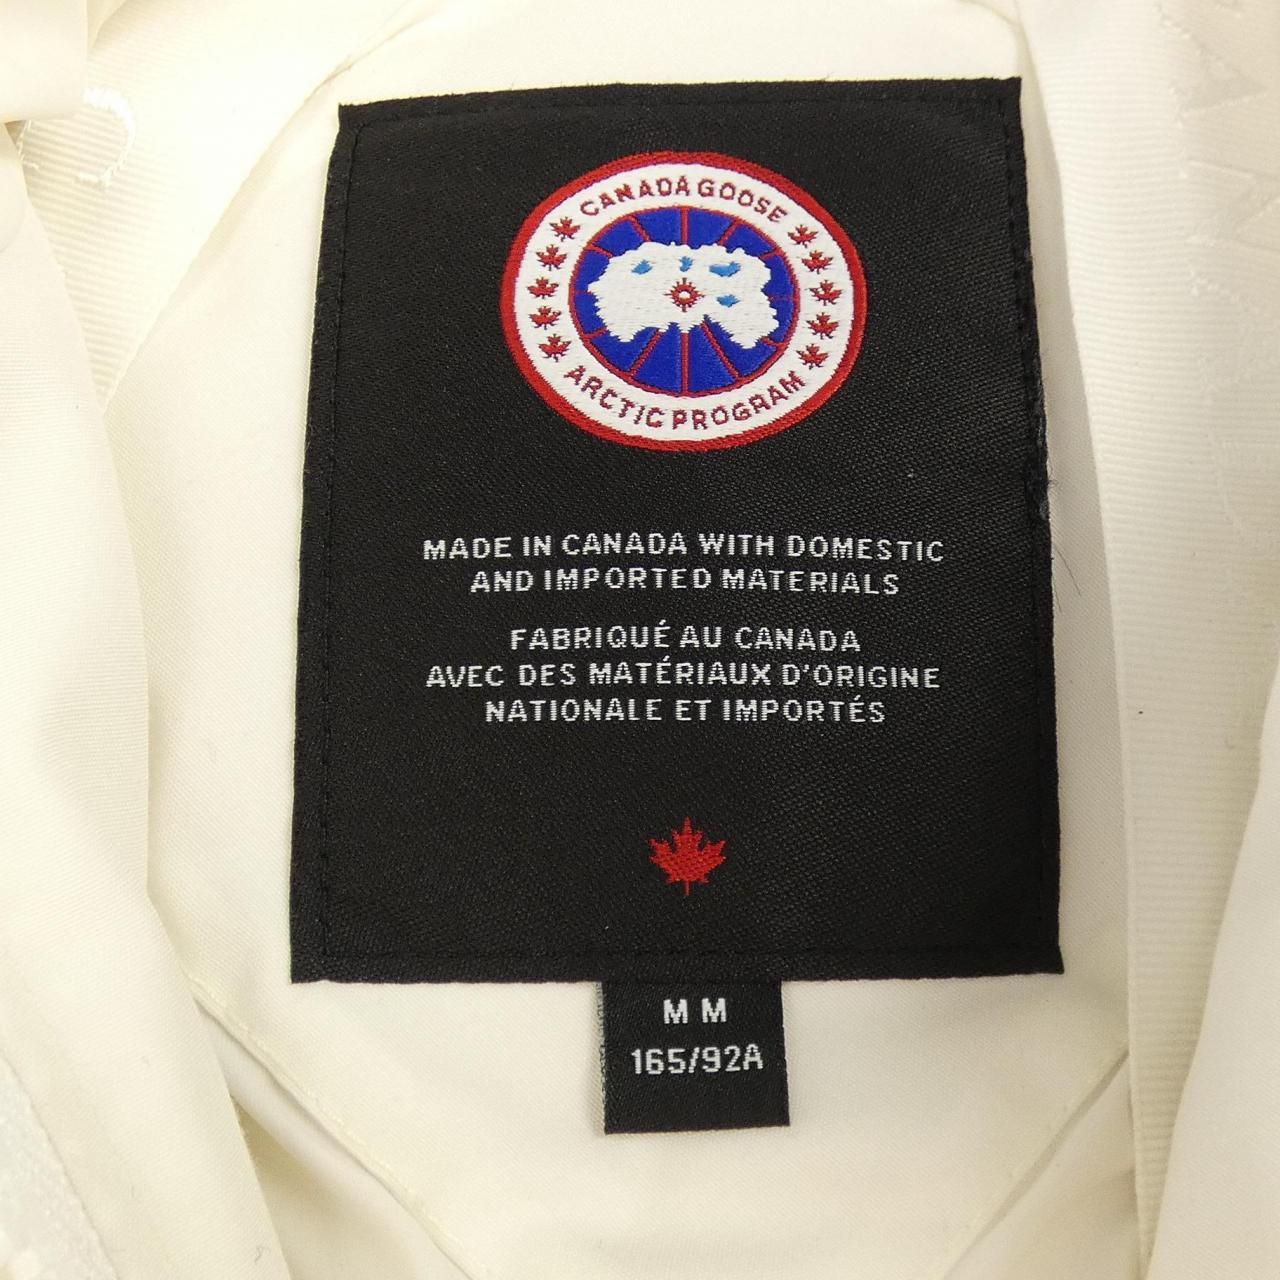 CANADA GOOSE
ARCTIC PROGRAM
MADE IN CANADA WITH DOMESTIC
AND IMPORTED MATERIALS
FABRIQUÉ AU CANADA
AVEC DES MATÉRIAUX D'ORIGINE
NATIONALE ET IMPORTÉS
M M
165/92A